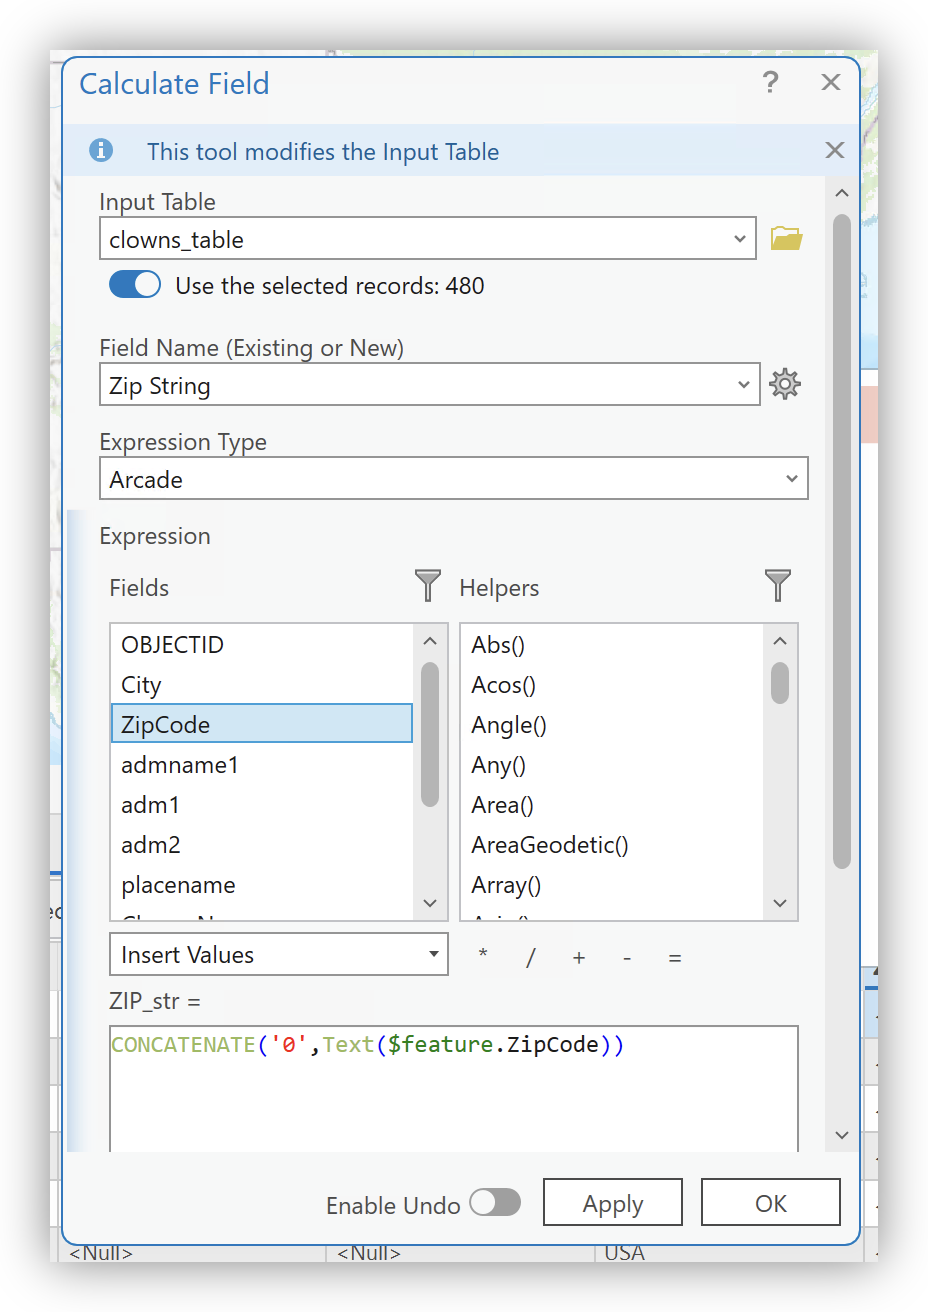 Calculate Field ?
This tool modifies the Input Table
Input Table
clowns_table
Use the selected records: 480
Field Name (Existing or New)
Zip String
Expression Type
Arcade
Expression
Fields Helpers
OBJECTID Abs()
City Acos()
ZipCode Angle()
admname1 Any()
adm1 Area()
adm2 AreaGeodetic()
placename Array()
Insert Values * / + - =
ZIP_str =
CONCATENATE('0',Text($feature.ZipCode))
Enable Undo Apply OK
<Null> <Null> USA